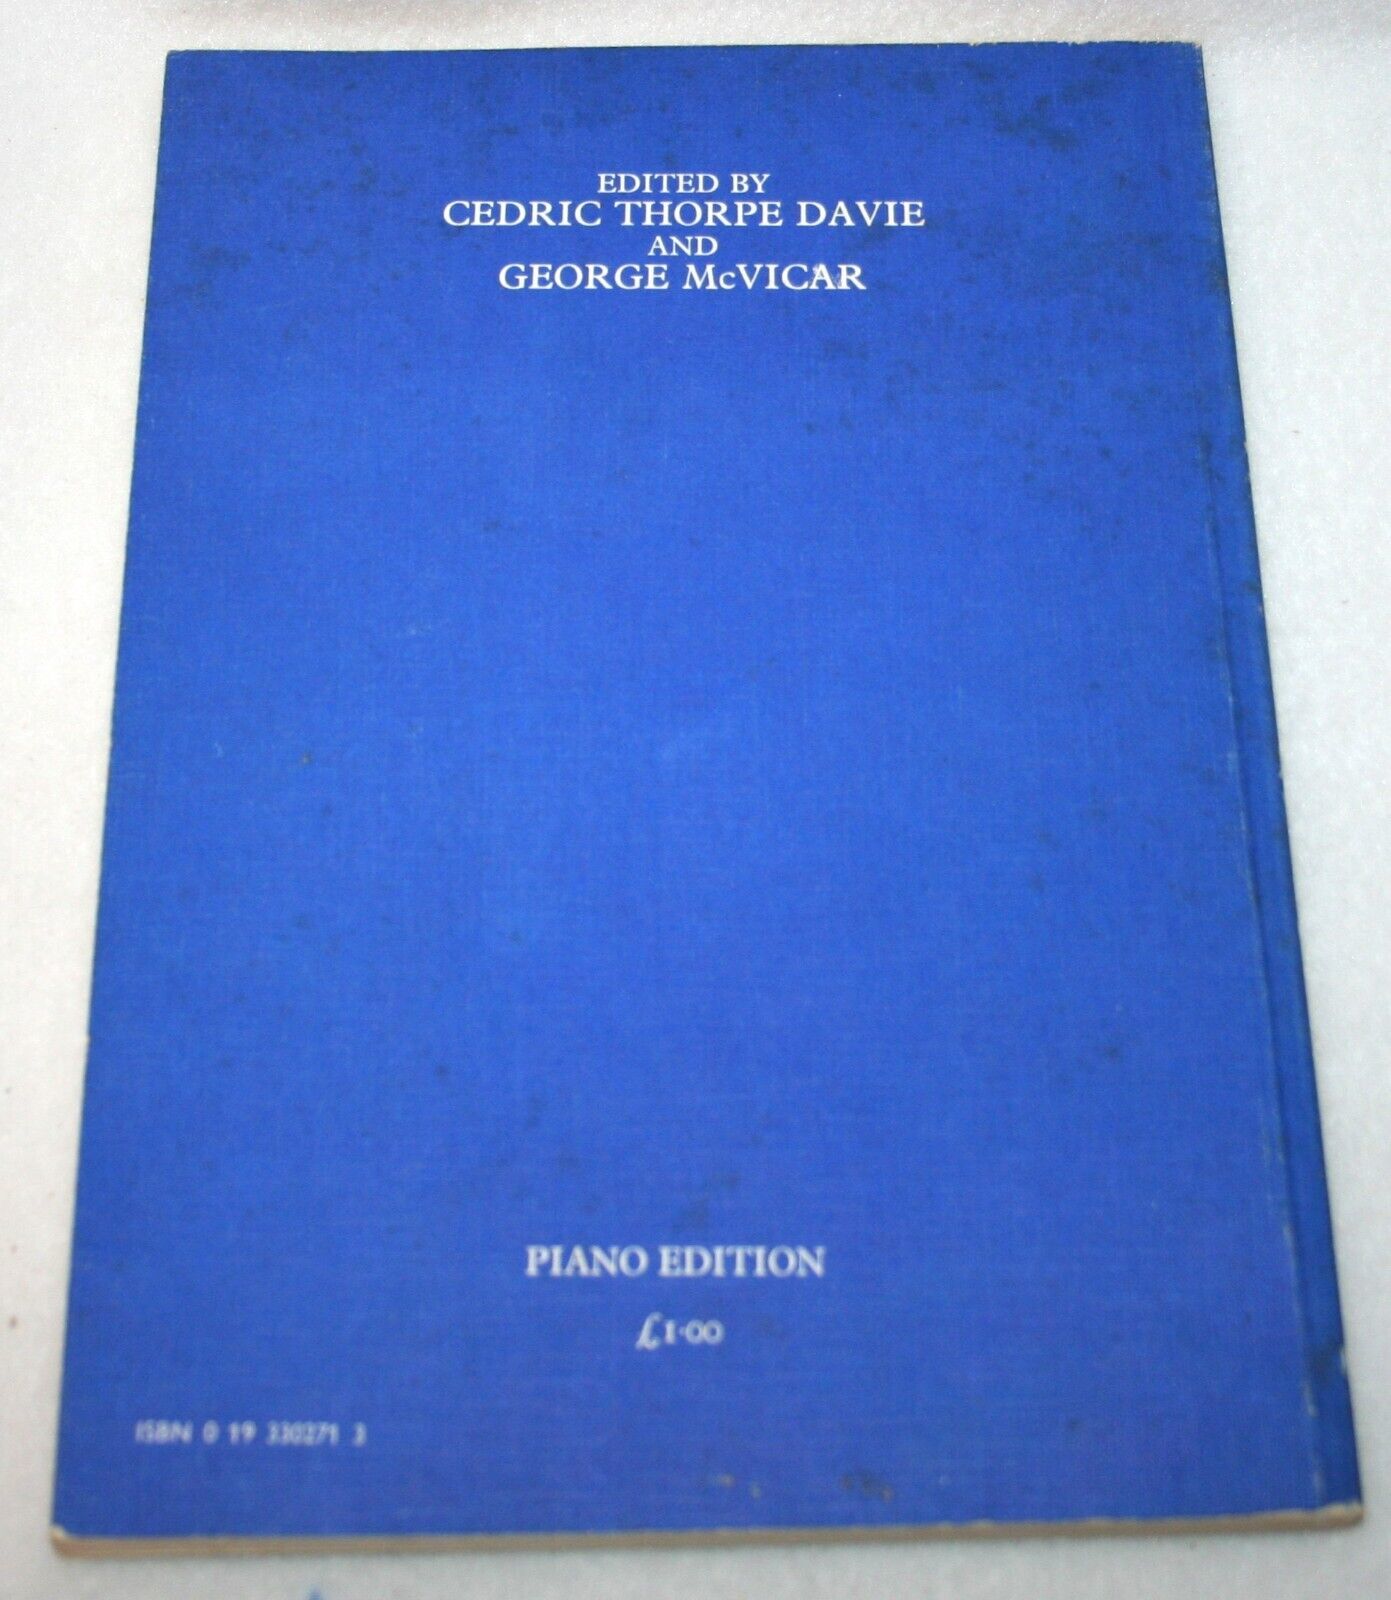 EDITED BY
CEDRIC THORPE DAVIE
AND
GEORGE McVICAR
PIANO EDITION
£1·00
ISBN 0 19 330271 3